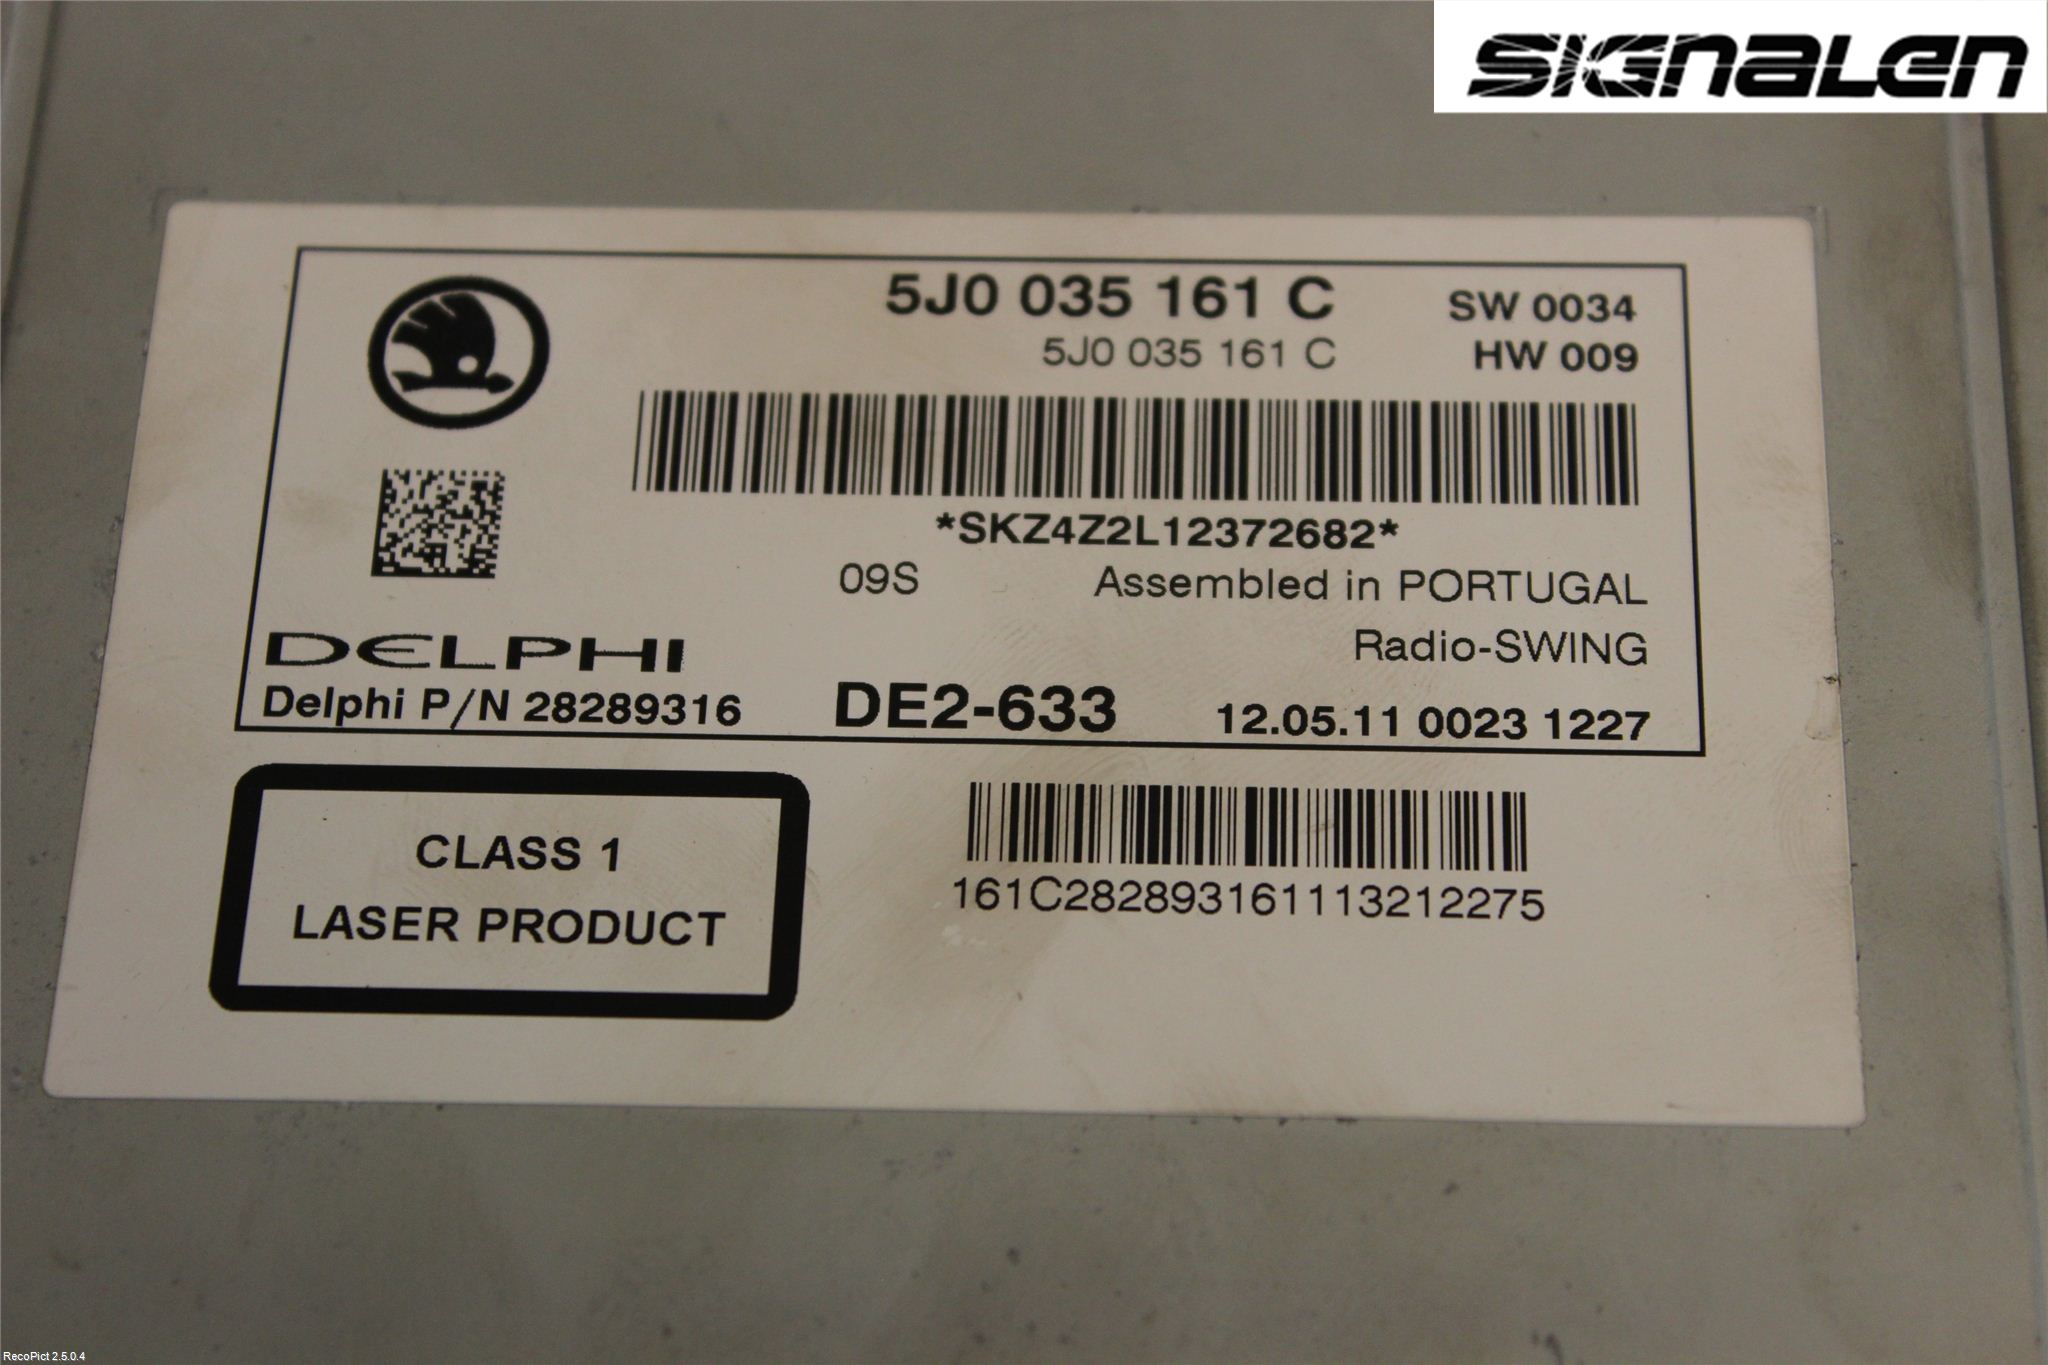 SIGNALEN
5J0 035 161 C SW 0034
5J0 035 161 C HW 009
*SKZ4Z2L12372682*
09S Assembled in PORTUGAL
DELPHI Radio-SWING
Delphi P/N 28289316 DE2-633 12.05.11 0023 1227
CLASS 1
LASER PRODUCT
161C282893161113212275
RecoPict 2.5.0.4